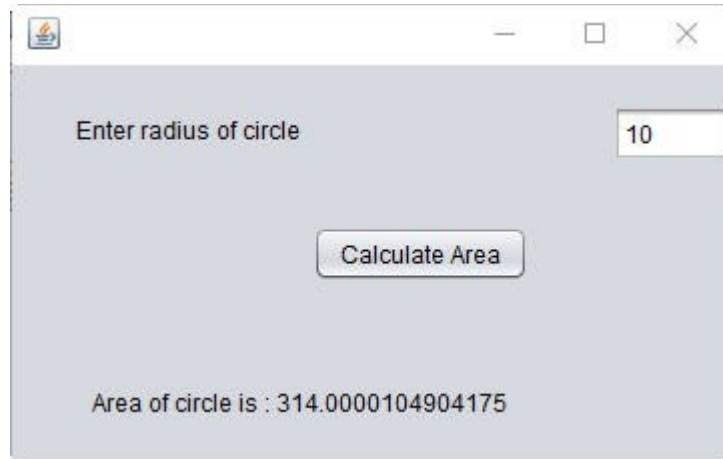 Enter radius of circle 10
Calculate Area
Area of circle is : 314.0000104904175